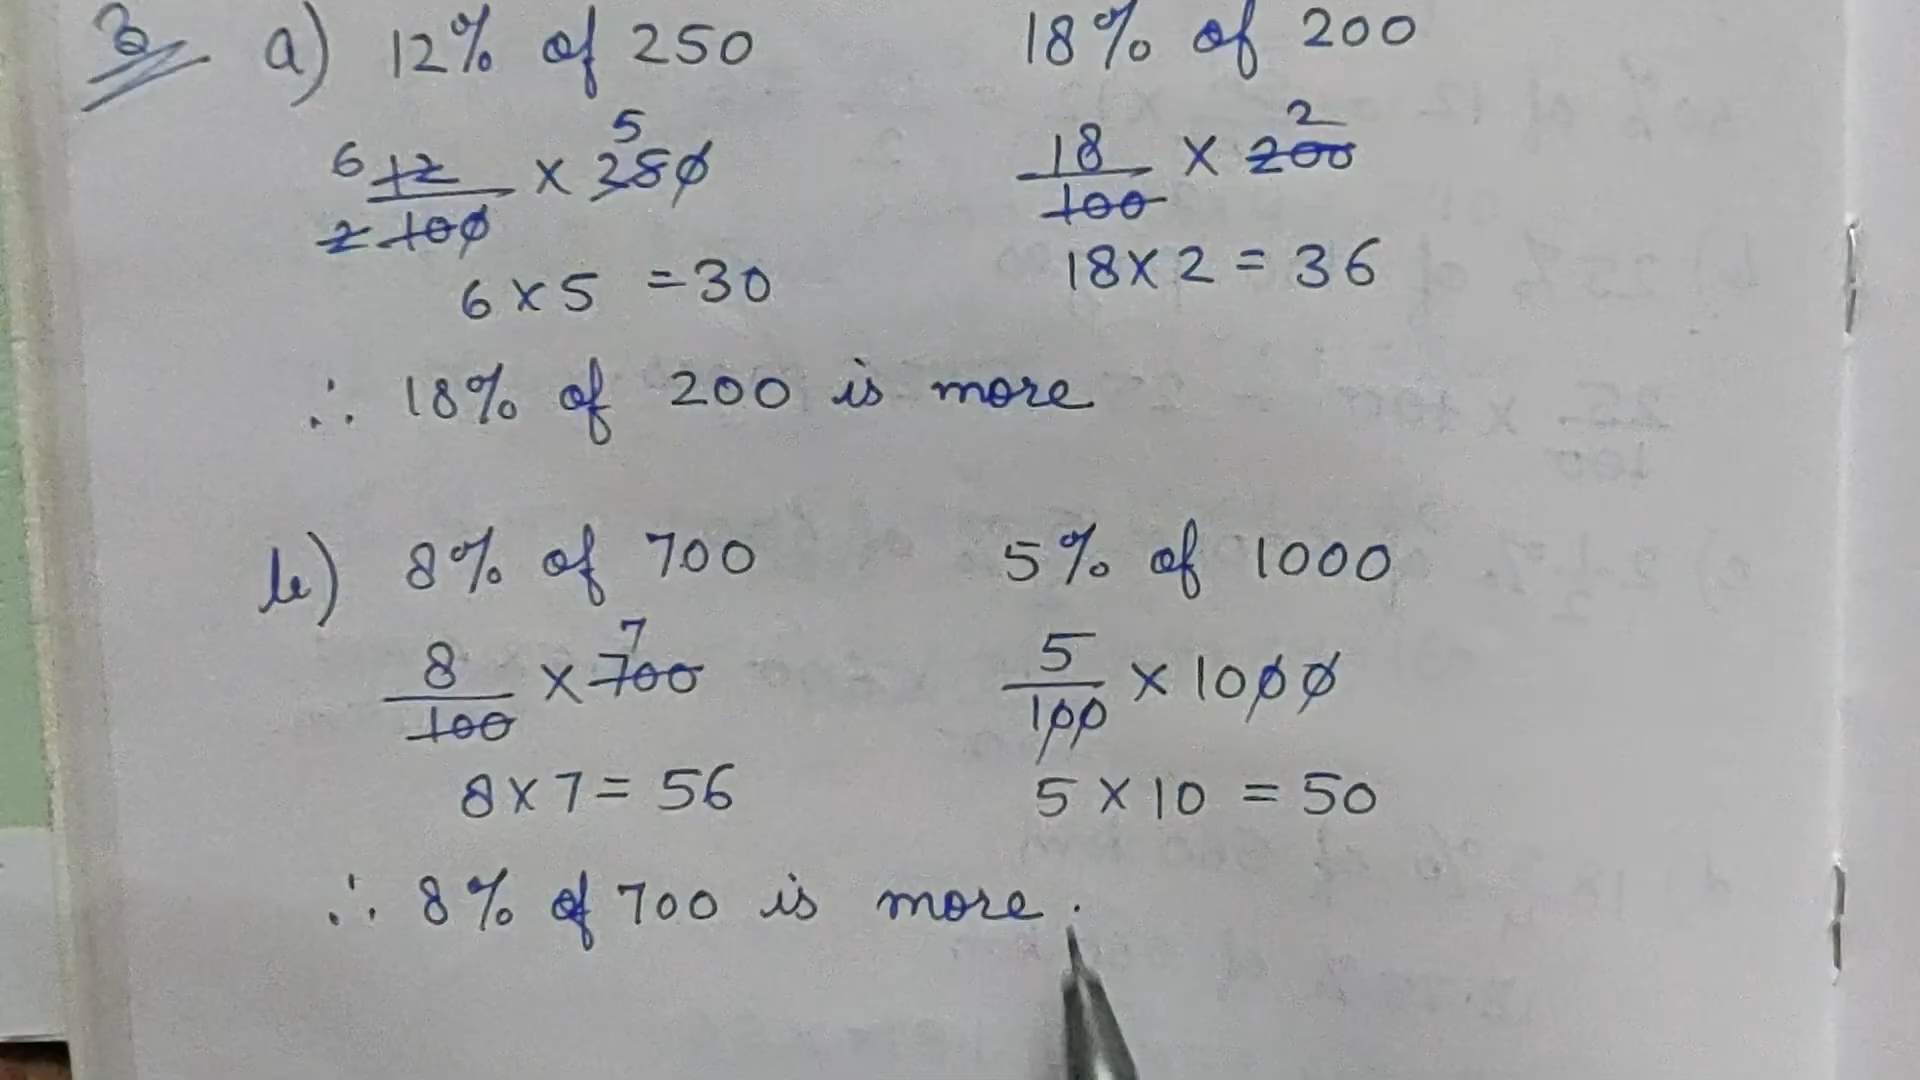 3 a) 12% of 250 18% of 200
6 12/100 2 × 250 5 18/100 × 200 2
6 × 5 = 30 18 × 2 = 36
∴ 18% of 200 is more
b) 8% of 700 5% of 1000
8/100 × 700 7 5/100 × 1000
8 × 7 = 56 5 × 10 = 50
∴ 8% of 700 is more.